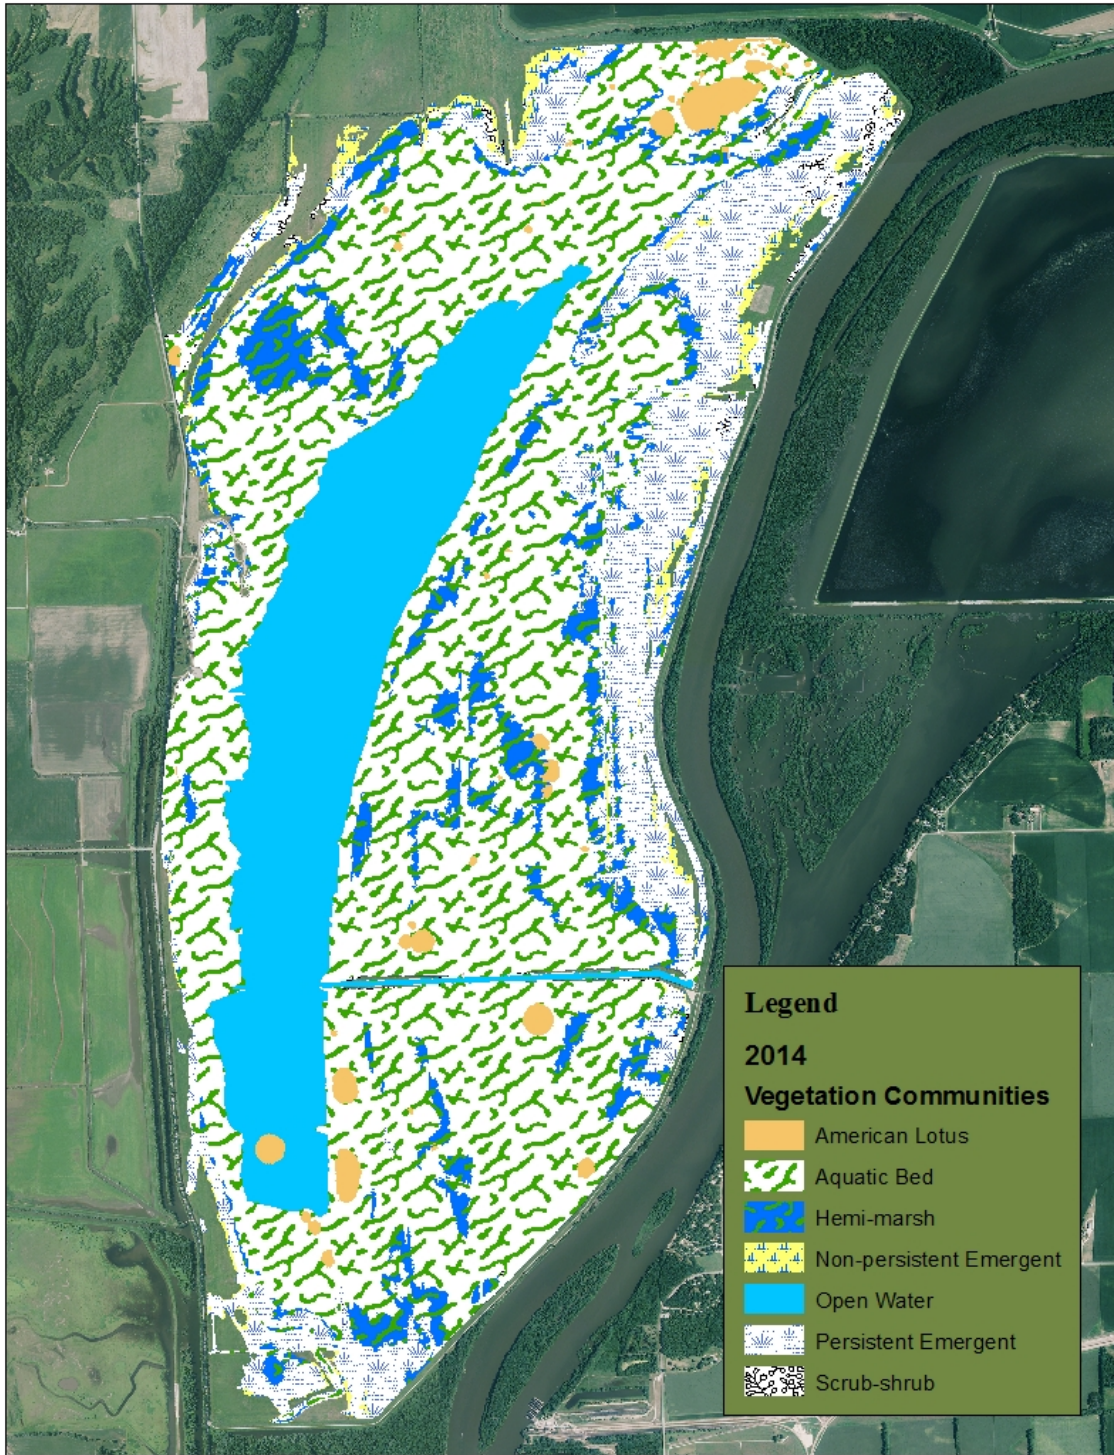 Legend
2014
Vegetation Communities
American Lotus
Aquatic Bed
Hemi-marsh
Non-persistent Emergent
Open Water
Persistent Emergent
Scrub-shrub